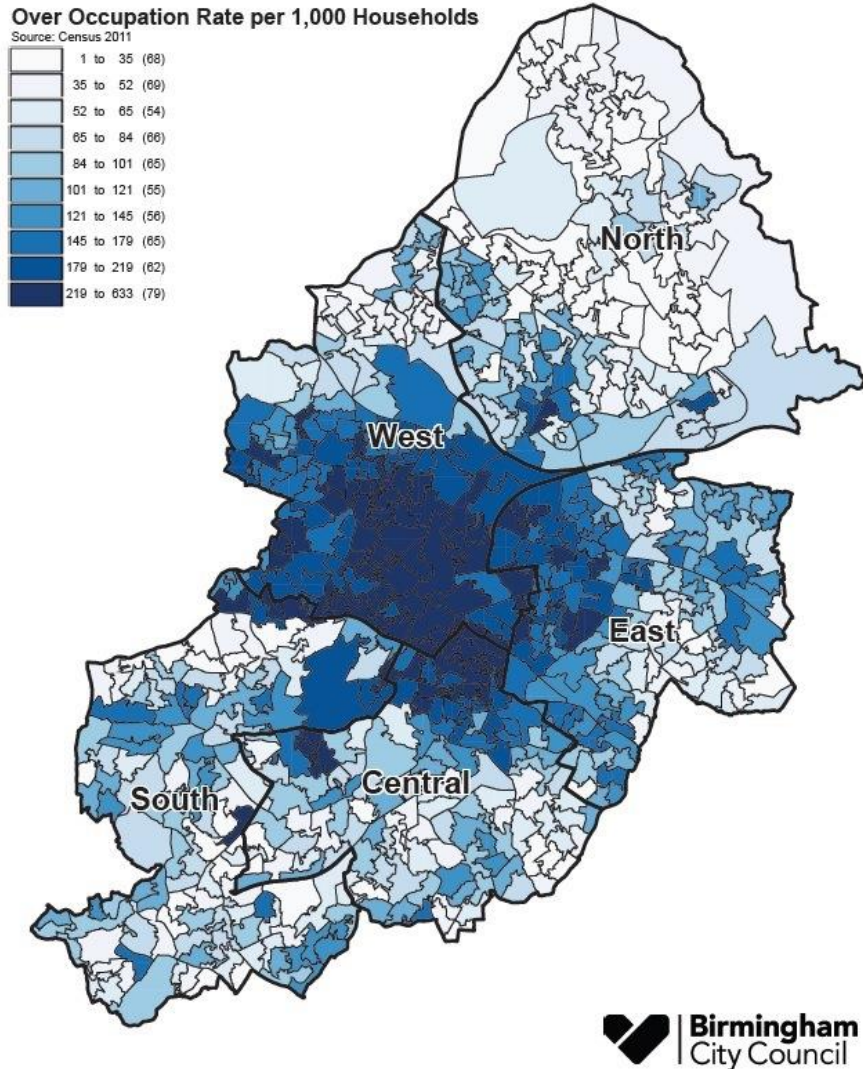 Over Occupation Rate per 1,000 Households
Source: Census 2011
1 to 35 (68)
35 to 52 (69)
52 to 65 (54)
65 to 84 (66)
84 to 101 (65)
101 to 121 (55)
121 to 145 (56)
145 to 179 (65)
179 to 219 (62)
219 to 633 (79)
North
West
East
Central
South
Birmingham
City Council